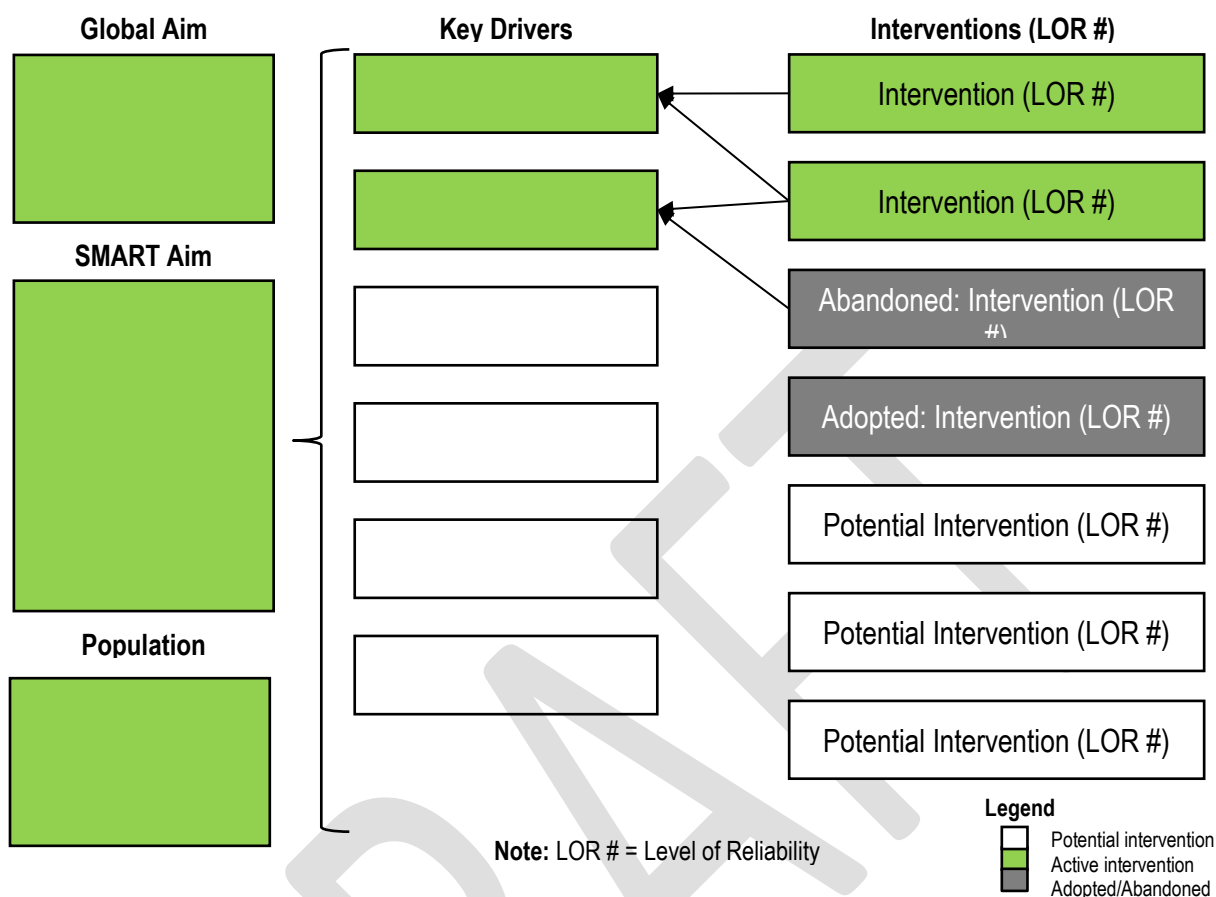 Global Aim
Key Drivers
Interventions (LOR #)
Intervention (LOR #)
Intervention (LOR #)
SMART Aim
Abandoned: Intervention (LOR
#)
Adopted: Intervention (LOR #)
Potential Intervention (LOR #)
Population
Potential Intervention (LOR #)
Potential Intervention (LOR #)
Legend
Potential intervention
Active intervention
Adopted/Abandoned
Note: LOR # = Level of Reliability
DRAFT